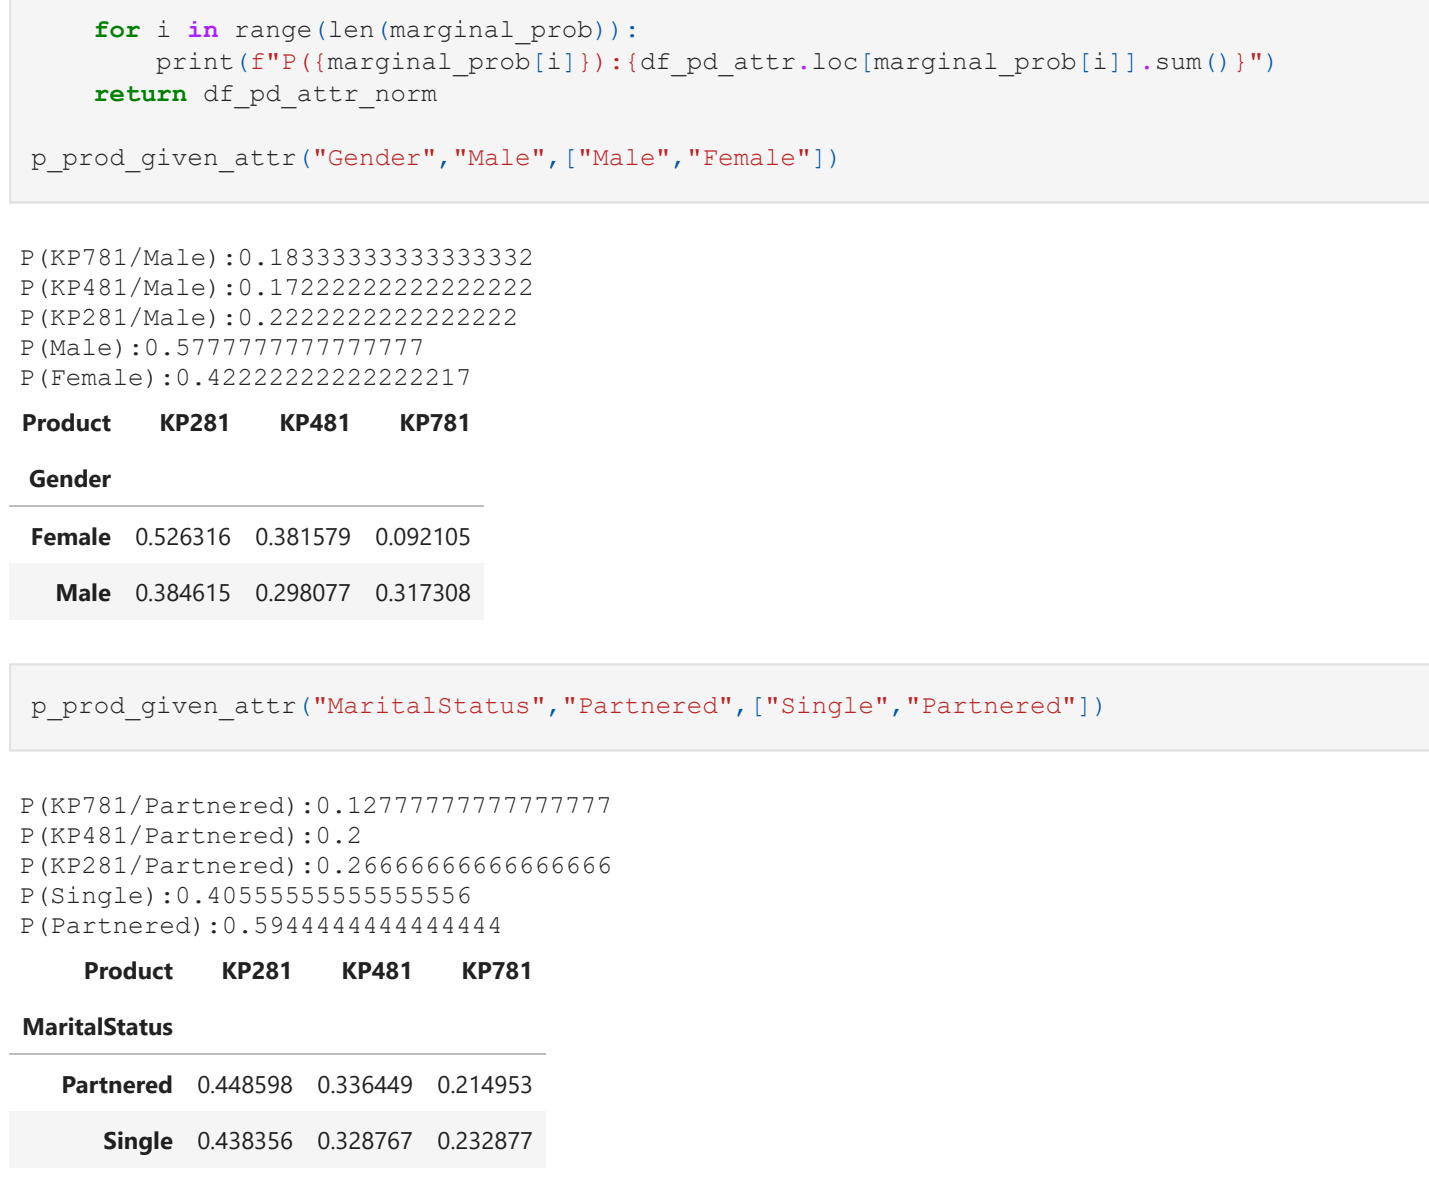 for i in range(len(marginal_prob)):
        print(f"P({marginal_prob[i]}):{df_pd_attr.loc[marginal_prob[i]].sum()}")
    return df_pd_attr_norm

p_prod_given_attr("Gender","Male",["Male","Female"])

P(KP781/Male):0.18333333333333332
P(KP481/Male):0.17222222222222222
P(KP281/Male):0.2222222222222222
P(Male):0.5777777777777777
P(Female):0.42222222222222217
Product KP281 KP481 KP781
Gender
Female 0.526316 0.381579 0.092105
Male 0.384615 0.298077 0.317308

p_prod_given_attr("MaritalStatus","Partnered",["Single","Partnered"])

P(KP781/Partnered):0.12777777777777777
P(KP481/Partnered):0.2
P(KP281/Partnered):0.26666666666666666
P(Single):0.40555555555555556
P(Partnered):0.5944444444444444
Product KP281 KP481 KP781
MaritalStatus
Partnered 0.448598 0.336449 0.214953
Single 0.438356 0.328767 0.232877